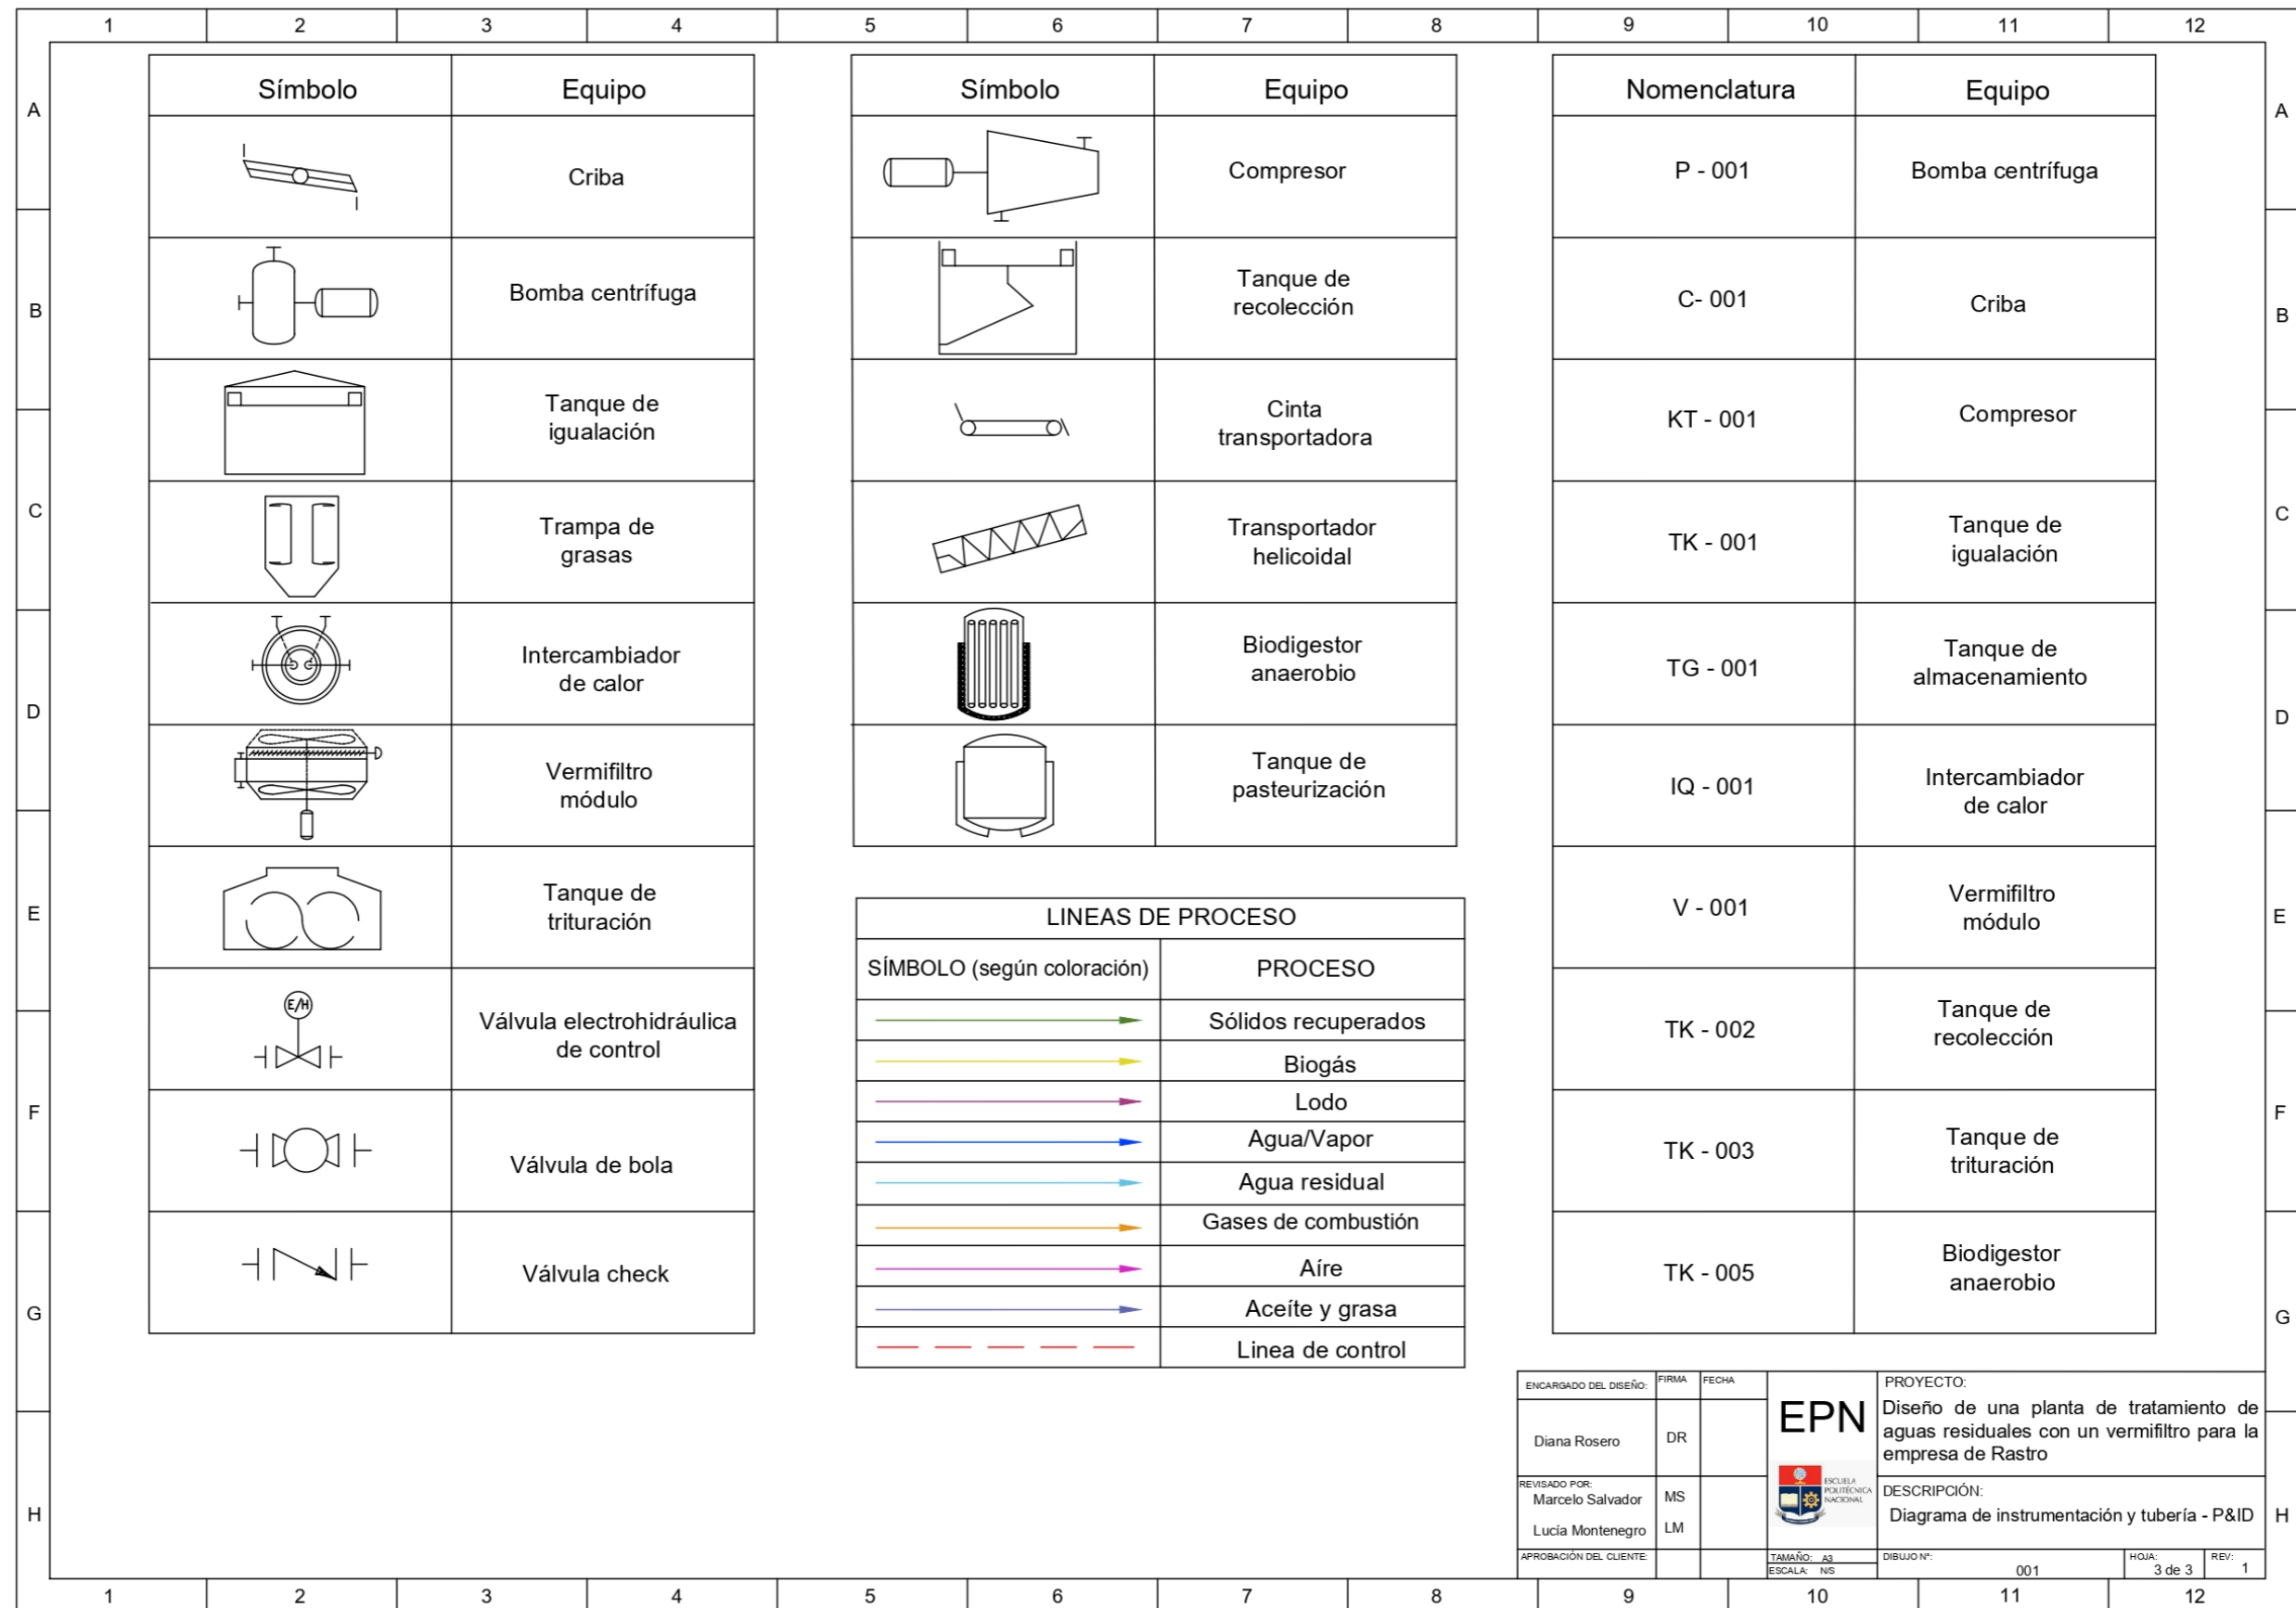 1 2 3 4 5 6 7 8 9 10 11 12
A
B
C
D
E
F
G
H
Símbolo Equipo
Criba
Bomba centrífuga
Tanque de
igualación
Trampa de
grasas
Intercambiador
de calor
Vermifiltro
módulo
Tanque de
trituración
E/H
Válvula electrohidráulica
de control
Válvula de bola
Válvula check
Símbolo Equipo
Compresor
Tanque de
recolección
Cinta
transportadora
Transportador
helicoidal
Biodigestor
anaerobio
Tanque de
pasteurización
LINEAS DE PROCESO
SÍMBOLO (según coloración) PROCESO
Sólidos recuperados
Biogás
Lodo
Agua/Vapor
Agua residual
Gases de combustión
Aíre
Aceíte y grasa
Linea de control
Nomenclatura Equipo
P - 001 Bomba centrífuga
C- 001 Criba
KT - 001 Compresor
TK - 001 Tanque de
igualación
TG - 001 Tanque de
almacenamiento
IQ - 001 Intercambiador
de calor
V - 001 Vermifiltro
módulo
TK - 002 Tanque de
recolección
TK - 003 Tanque de
trituración
TK - 005 Biodigestor
anaerobio
A
B
C
D
E
F
G
H
ENCARGADO DEL DISEÑO: FIRMA FECHA
Diana Rosero DR
REVISADO POR:
Marcelo Salvador MS
Lucía Montenegro LM
APROBACIÓN DEL CLIENTE:
EPN
ESCUELA
POLITÉCNICA
NACIONAL
TAMAÑO: A3
ESCALA: N/S
PROYECTO:
Diseño de una planta de tratamiento de
aguas residuales con un vermifiltro para la
empresa de Rastro
DESCRIPCIÓN:
Diagrama de instrumentación y tubería - P&ID
DIBUJO N°: 001
HOJA: 3 de 3
REV: 1
1 2 3 4 5 6 7 8 9 10 11 12